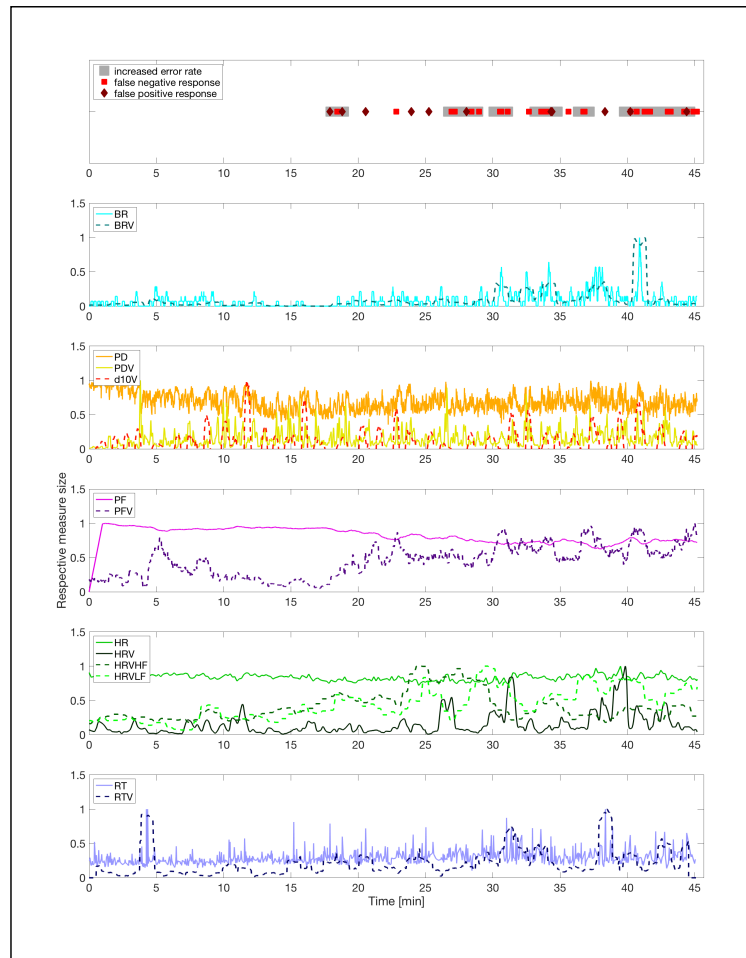 increased error rate
false negative response
false positive response
0 5 10 15 20 25 30 35 40 45
1.5
1
0.5
0
BR
BRV
0 5 10 15 20 25 30 35 40 45
1.5
1
0.5
0
PD
PDV
d10V
0 5 10 15 20 25 30 35 40 45
Respective measure size
1.5
1
0.5
0
PF
PFV
0 5 10 15 20 25 30 35 40 45
1.5
1
0.5
0
HR
HRV
HRVHF
HRVLF
0 5 10 15 20 25 30 35 40 45
1.5
1
0.5
0
RT
RTV
0 5 10 15 20 25 30 35 40 45
Time [min]